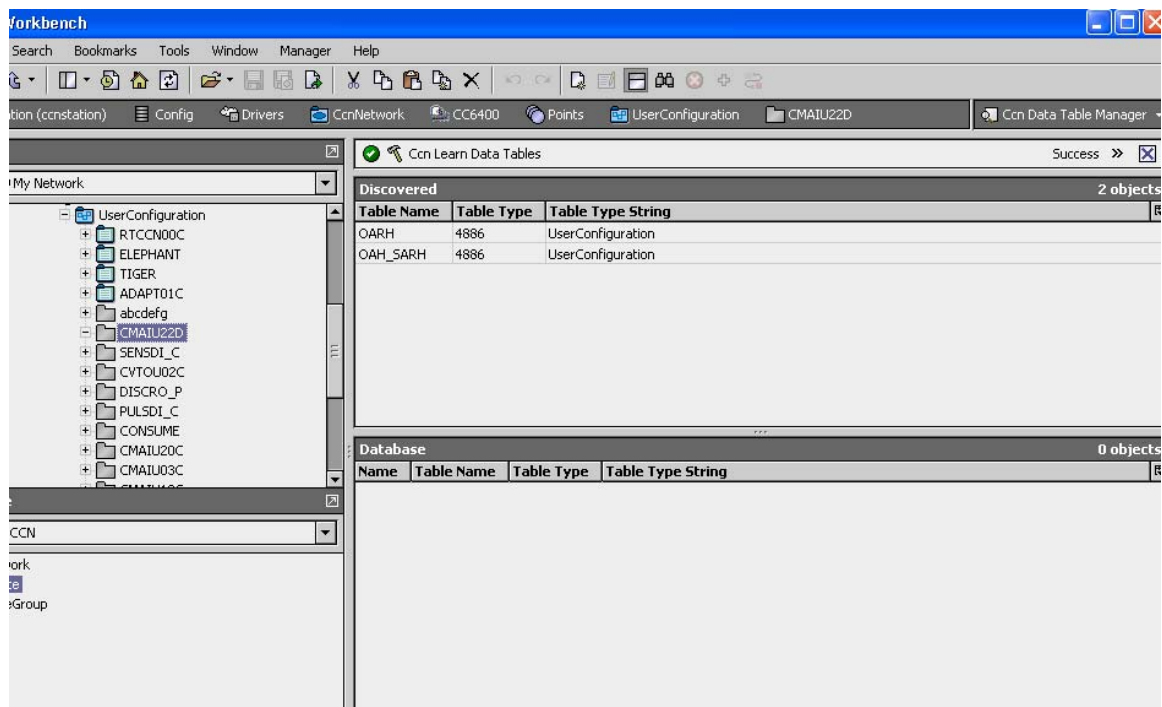 Workbench
Search Bookmarks Tools Window Manager Help
(ccnstation) Config Drivers CcnNetwork CC6400 Points UserConfiguration CMAIU22D Ccn Data Table Manager
Ccn Learn Data Tables Success »
My Network
Discovered 2 objects
Table Name Table Type Table Type String
OARH 4886 UserConfiguration
OAH_SARH 4886 UserConfiguration
UserConfiguration
RTCCN00C
ELEPHANT
TIGER
ADAPT01C
abcdefg
CMAIU22D
SENSDI_C
CVTOU02C
DISCRO_P
PULSDI_C
CONSUME
CMAIU20C
CMAIU03C
Database 0 objects
Name Table Name Table Type Table Type String
CCN